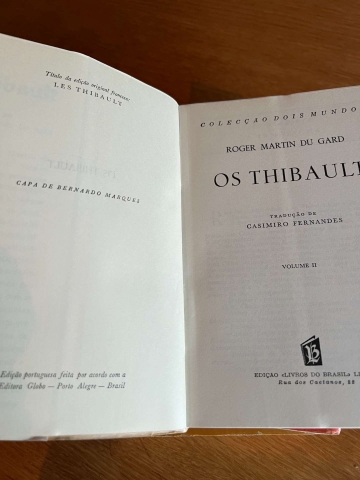 Título da edição original francesa:
LES THIBAULT
CAPA DE BERNARDO MARQUES
Edição portuguesa feita por acordo com a
Editora Globo — Porto Alegre — Brasil
COLECÇÃO DOIS MUNDO
ROGER MARTIN DU GARD
OS THIBAULT
TRADUÇÃO DE
CASIMIRO FERNANDES
VOLUME II
EDIÇÃO «LIVROS DO BRASIL» LI
Rua dos Caetanos, 22